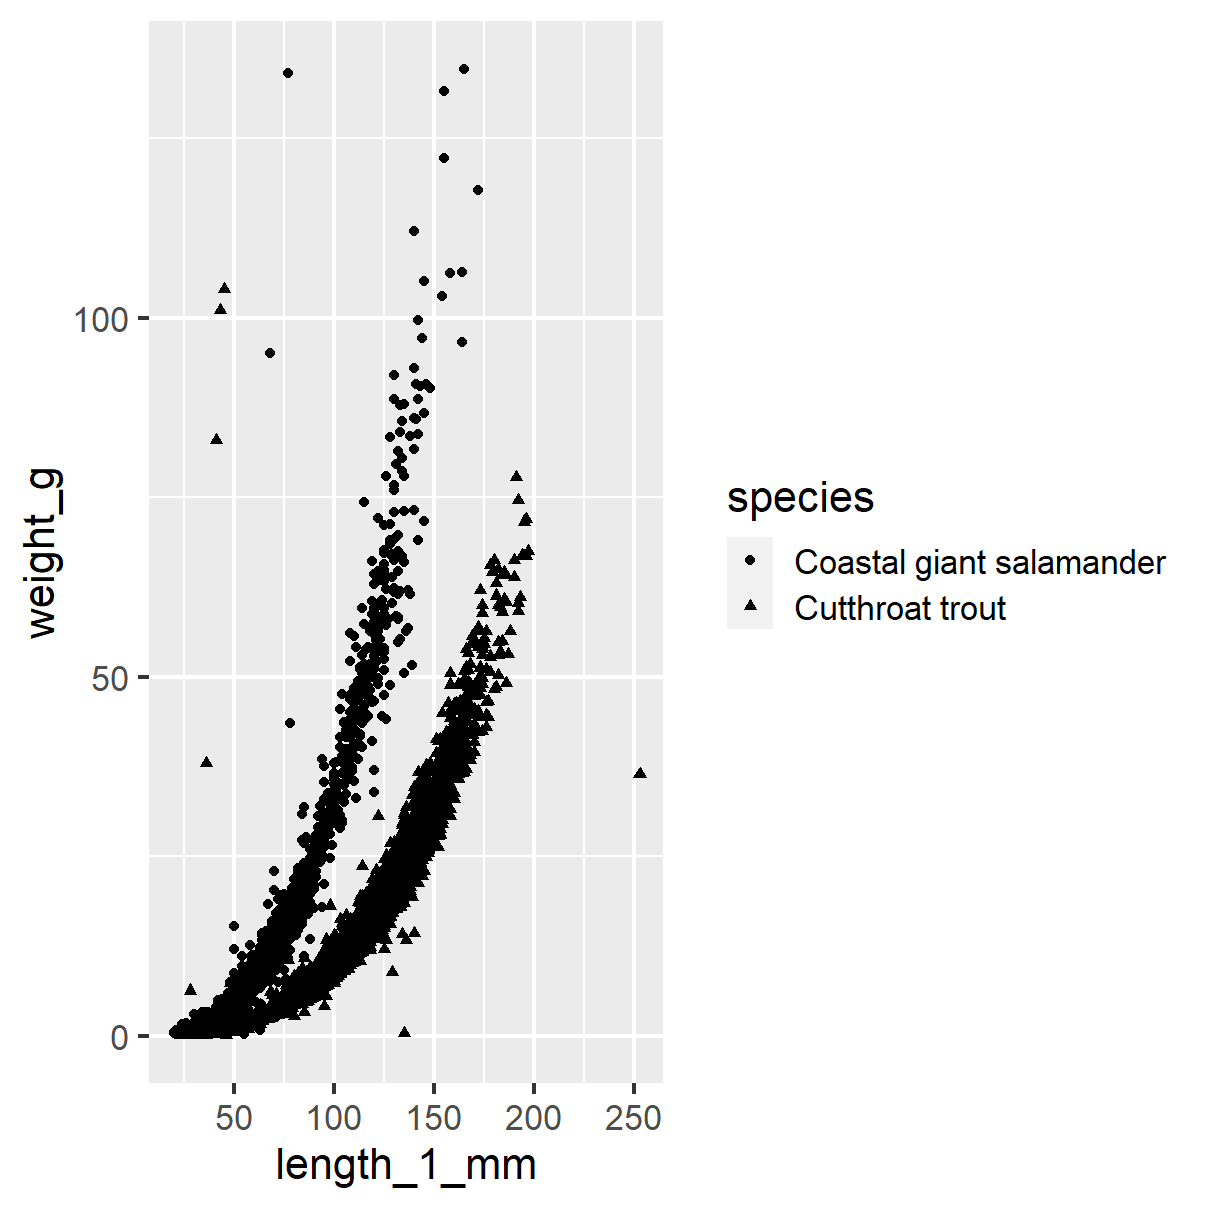 100
50
0
weight_g
50 100 150 200 250
length_1_mm
species
Coastal giant salamander
Cutthroat trout